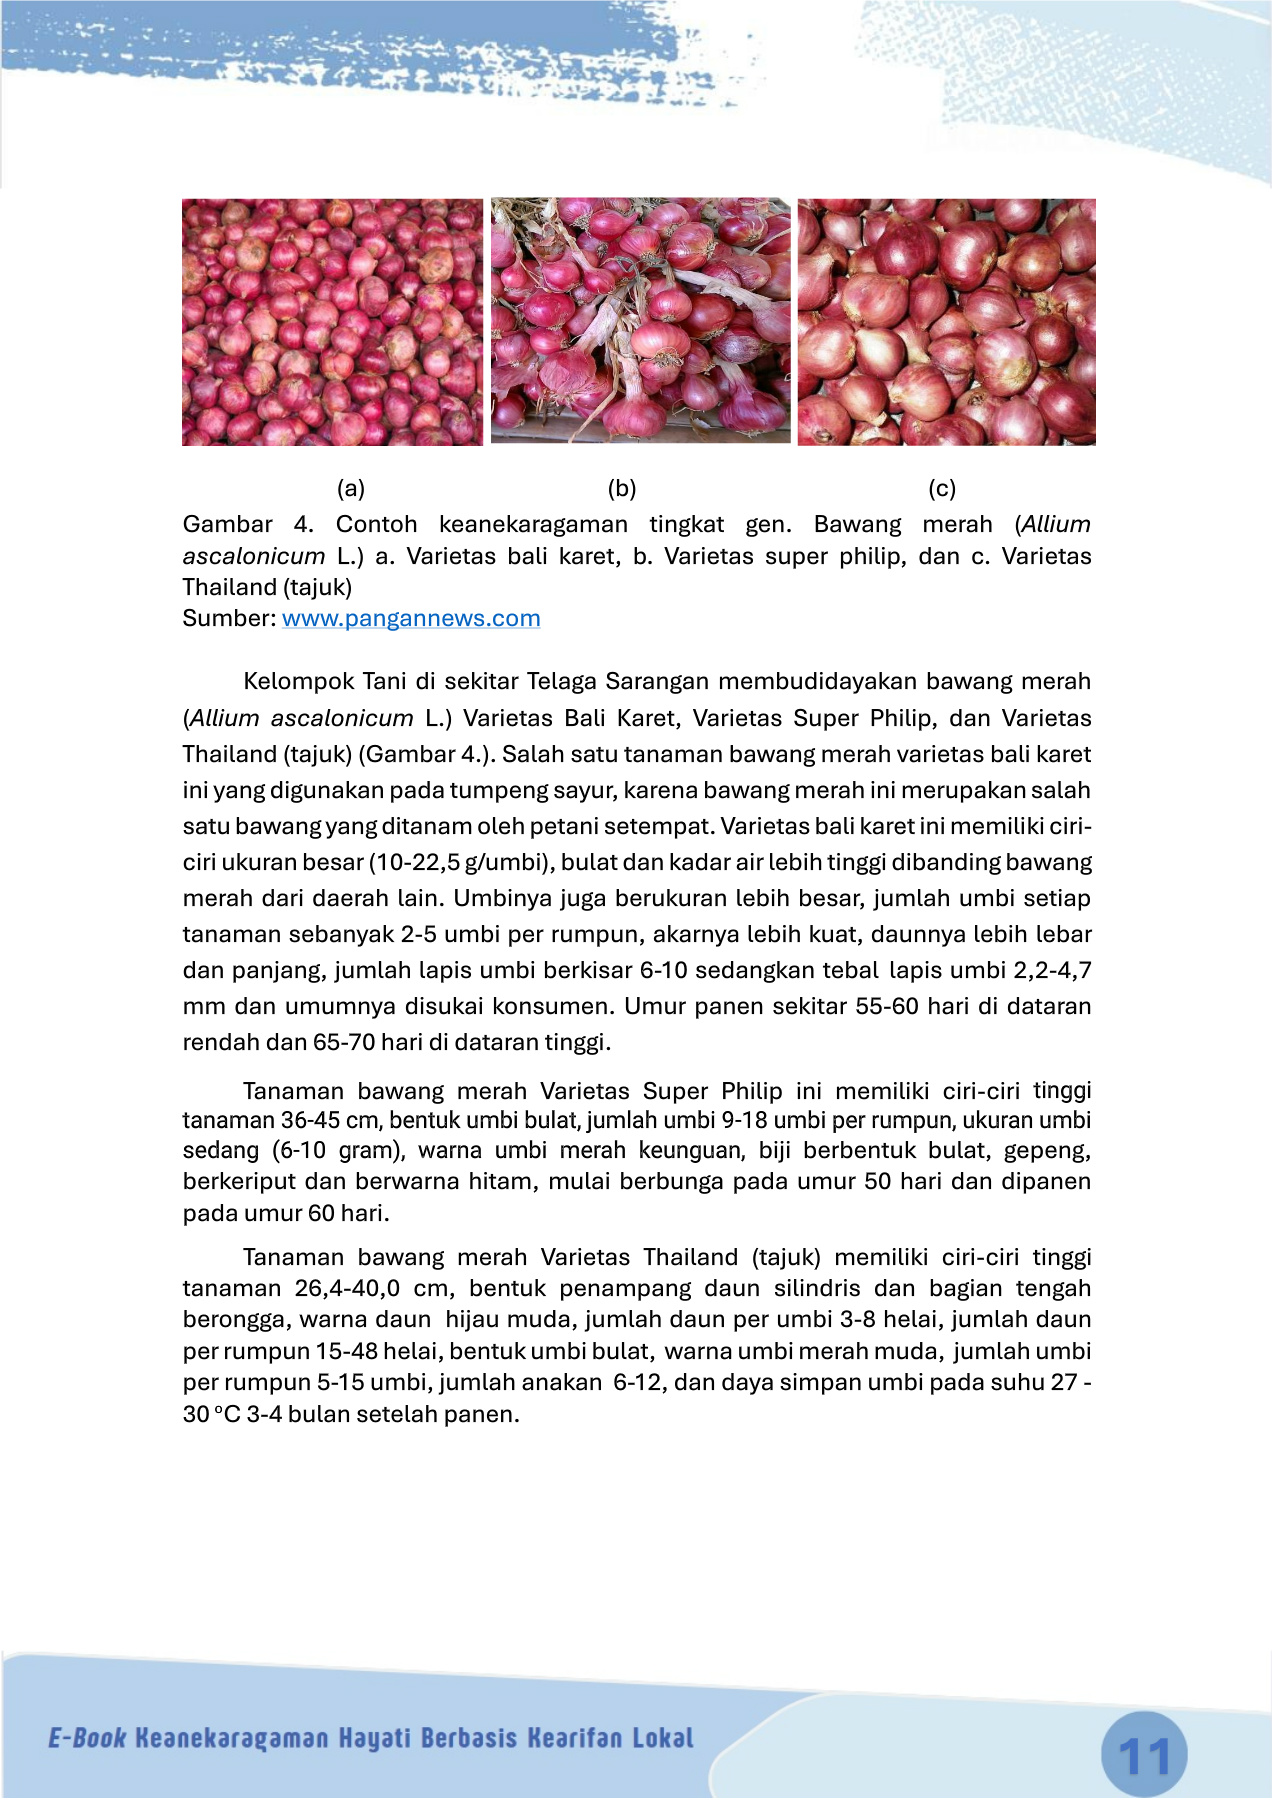 (a) (b) (c)
Gambar 4. Contoh keanekaragaman tingkat gen. Bawang merah (Allium
ascalonicum L.) a. Varietas bali karet, b. Varietas super philip, dan c. Varietas
Thailand (tajuk)
Sumber: www.pangannews.com
Kelompok Tani di sekitar Telaga Sarangan membudidayakan bawang merah
(Allium ascalonicum L.) Varietas Bali Karet, Varietas Super Philip, dan Varietas
Thailand (tajuk) (Gambar 4.). Salah satu tanaman bawang merah varietas bali karet
ini yang digunakan pada tumpeng sayur, karena bawang merah ini merupakan salah
satu bawang yang ditanam oleh petani setempat. Varietas bali karet ini memiliki ciri-
ciri ukuran besar (10-22,5 g/umbi), bulat dan kadar air lebih tinggi dibanding bawang
merah dari daerah lain. Umbinya juga berukuran lebih besar, jumlah umbi setiap
tanaman sebanyak 2-5 umbi per rumpun, akarnya lebih kuat, daunnya lebih lebar
dan panjang, jumlah lapis umbi berkisar 6-10 sedangkan tebal lapis umbi 2,2-4,7
mm dan umumnya disukai konsumen. Umur panen sekitar 55-60 hari di dataran
rendah dan 65-70 hari di dataran tinggi.
Tanaman bawang merah Varietas Super Philip ini memiliki ciri-ciri tinggi
tanaman 36-45 cm, bentuk umbi bulat, jumlah umbi 9-18 umbi per rumpun, ukuran umbi
sedang (6-10 gram), warna umbi merah keunguan, biji berbentuk bulat, gepeng,
berkeriput dan berwarna hitam, mulai berbunga pada umur 50 hari dan dipanen
pada umur 60 hari.
Tanaman bawang merah Varietas Thailand (tajuk) memiliki ciri-ciri tinggi
tanaman 26,4-40,0 cm, bentuk penampang daun silindris dan bagian tengah
berongga, warna daun hijau muda, jumlah daun per umbi 3-8 helai, jumlah daun
per rumpun 15-48 helai, bentuk umbi bulat, warna umbi merah muda, jumlah umbi
per rumpun 5-15 umbi, jumlah anakan 6-12, dan daya simpan umbi pada suhu 27 -
30 °C 3-4 bulan setelah panen.
E-Book Keanekaragaman Hayati Berbasis Kearifan Lokal
11